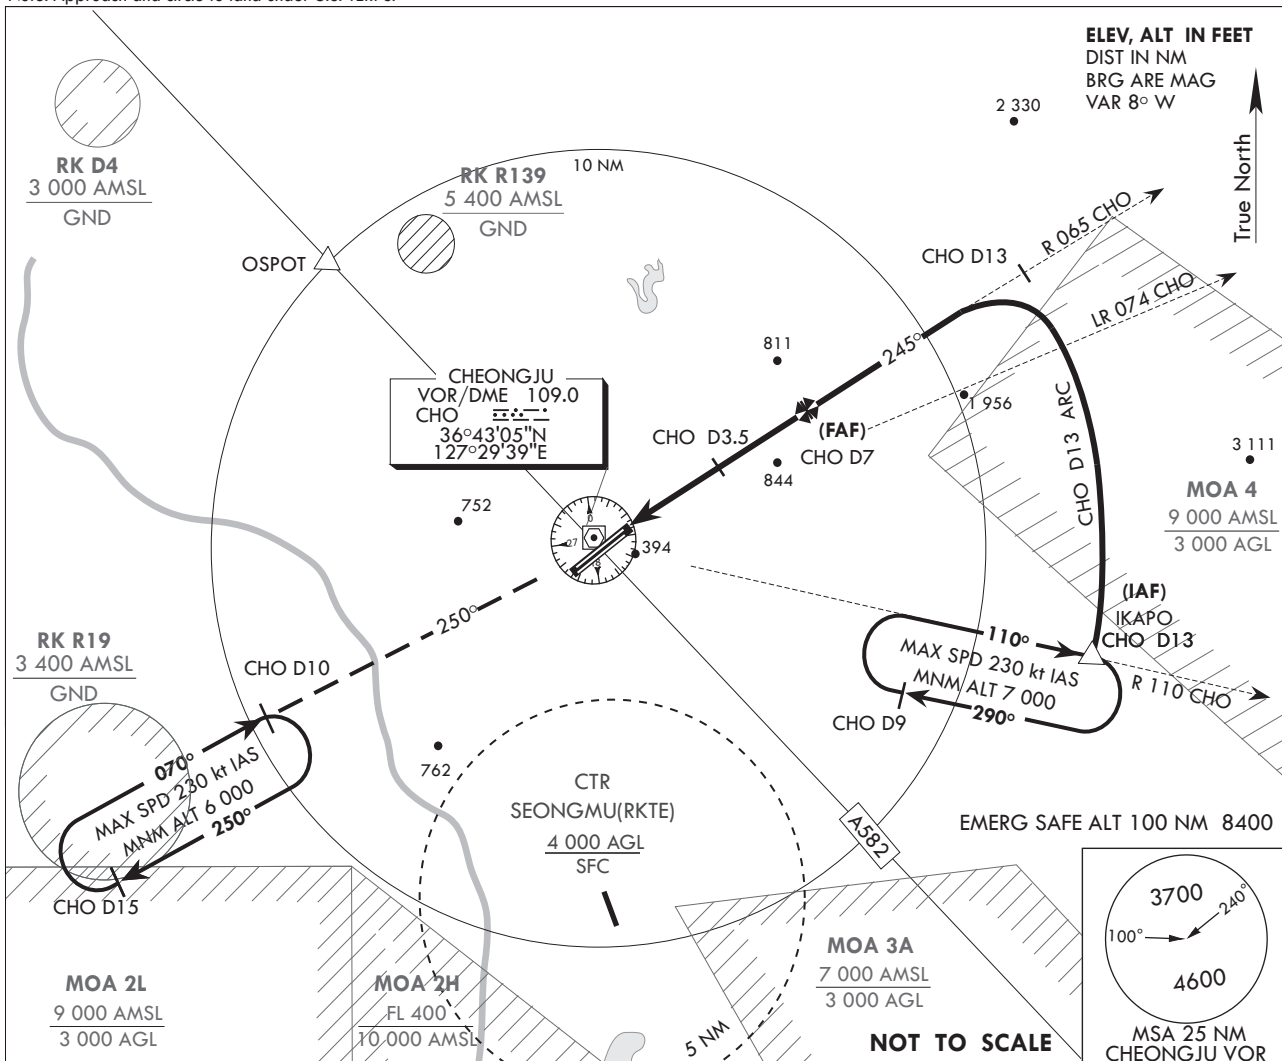 ELEV, ALT IN FEET
DIST IN NM
BRG ARE MAG
VAR 8° W
True North
2 330
RK D4
3 000 AMSL
GND
RK R139
5 400 AMSL
GND
10 NM
OSPOT
CHO D13
R 065 CHO
LR 074 CHO
811
245°
CHEONGJU
VOR/DME 109.0
CHO
36°43'05"N
127°29'39"E
1 956
(FAF)
CHO D7
CHO D3.5
844
CHO D13 ARC
3 111
MOA 4
9 000 AMSL
3 000 AGL
752
0
27
8
394
(IAF)
IKAPO
CHO D13
250°
110°
MAX SPD 230 kt IAS
MNM ALT 7 000
290°
R 110 CHO
CHO D9
RK R19
3 400 AMSL
GND
CHO D10
070°
MAX SPD 230 kt IAS
MNM ALT 6 000
250°
CHO D15
762
CTR
SEONGMU(RKTE)
4 000 AGL
SFC
A582
EMERG SAFE ALT 100 NM 8400
3700
240°
100°
4600
MSA 25 NM
CHEONGJU VOR
MOA 2L
9 000 AMSL
3 000 AGL
MOA 2H
FL 400
10 000 AMSL
5 NM
MOA 3A
7 000 AMSL
3 000 AGL
NOT TO SCALE